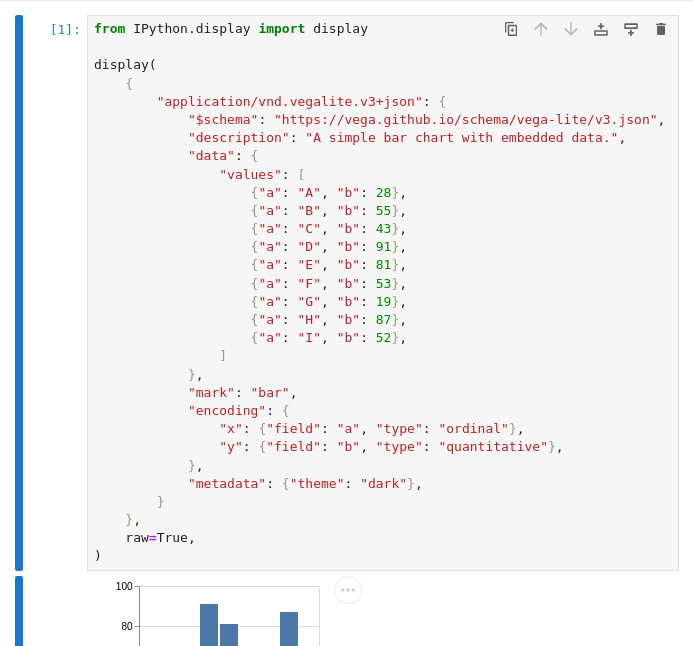 [1]: from IPython.display import display
display(
{
"application/vnd.vegalite.v3+json": {
"$schema": "https://vega.github.io/schema/vega-lite/v3.json",
"description": "A simple bar chart with embedded data.",
"data": {
"values": [
{"a": "A", "b": 28},
{"a": "B", "b": 55},
{"a": "C", "b": 43},
{"a": "D", "b": 91},
{"a": "E", "b": 81},
{"a": "F", "b": 53},
{"a": "G", "b": 19},
{"a": "H", "b": 87},
{"a": "I", "b": 52},
]
},
"mark": "bar",
"encoding": {
"x": {"field": "a", "type": "ordinal"},
"y": {"field": "b", "type": "quantitative"},
},
"metadata": {"theme": "dark"},
}
},
raw=True,
)
100
80